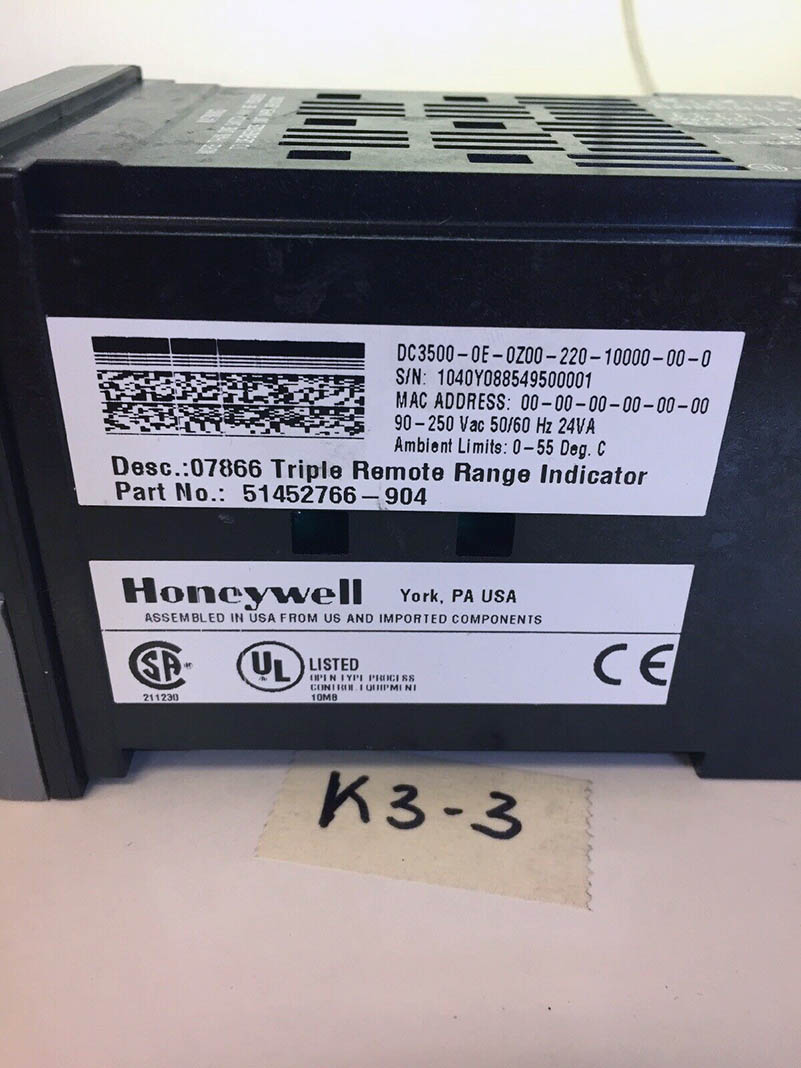 DC3500-0E-0Z00-220-10000-00-0
S/N: 1040Y088549500001
MAC ADDRESS: 00-00-00-00-00-00
90-250 Vac 50/60 Hz 24VA
Ambient Limits: 0-55 Deg. C
Desc.:07866 Triple Remote Range Indicator
Part No.: 51452766-904
Honeywell York, PA USA
ASSEMBLED IN USA FROM US AND IMPORTED COMPONENTS
SA
UL LISTED
CE
OPEN TYPE PROCESS
CONTROL EQUIPMENT
211230 10M8
K3-3